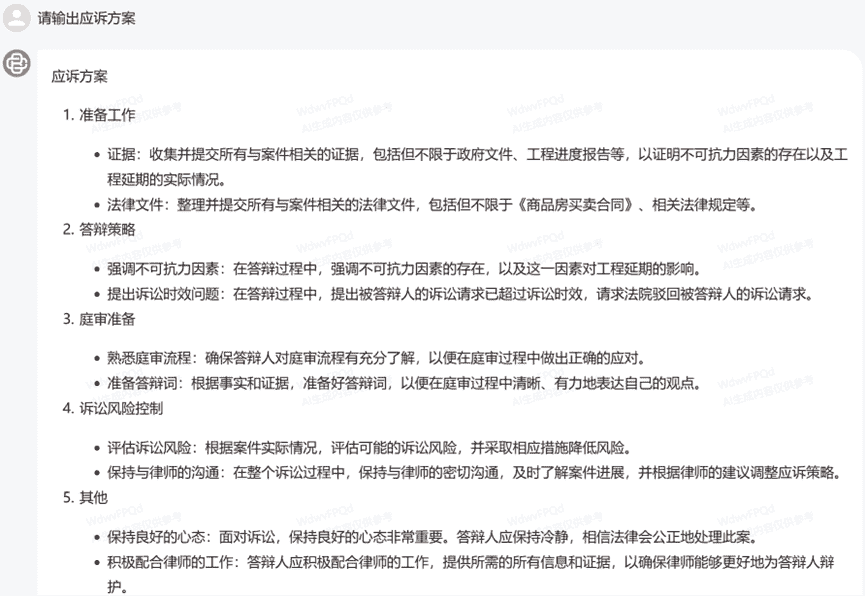 请输出应诉方案
应诉方案
1. 准备工作
• 证据：收集并提交所有与案件相关的证据，包括但不限于政府文件、工程进度报告等，以证明不可抗力因素的存在以及工
程延期的实际情况。
• 法律文件：整理并提交所有与案件相关的法律文件，包括但不限于《商品房买卖合同》、相关法律规定等。
2. 答辩策略
• 强调不可抗力因素：在答辩过程中，强调不可抗力因素的存在，以及这一因素对工程延期的影响。
• 提出诉讼时效问题：在答辩过程中，提出被答辩人的诉讼请求已超过诉讼时效，请求法院驳回被答辩人的诉讼请求。
3. 庭审准备
• 熟悉庭审流程：确保答辩人对庭审流程有充分了解，以便在庭审过程中做出正确的应对。
• 准备答辩词：根据事实和证据，准备好答辩词，以便在庭审过程中清晰、有力地表达自己的观点。
4. 诉讼风险控制
• 评估诉讼风险：根据案件实际情况，评估可能的诉讼风险，并采取相应措施降低风险。
• 保持与律师的沟通：在整个诉讼过程中，保持与律师的密切沟通，及时了解案件进展，并根据律师的建议调整应诉策略。
5. 其他
• 保持良好的心态：面对诉讼，保持良好的心态非常重要。答辩人应保持冷静，相信法律会公正地处理此案。
• 积极配合律师的工作：答辩人应积极配合律师的工作，提供所需的所有信息和证据，以确保律师能够更好地为答辩人辩
护。